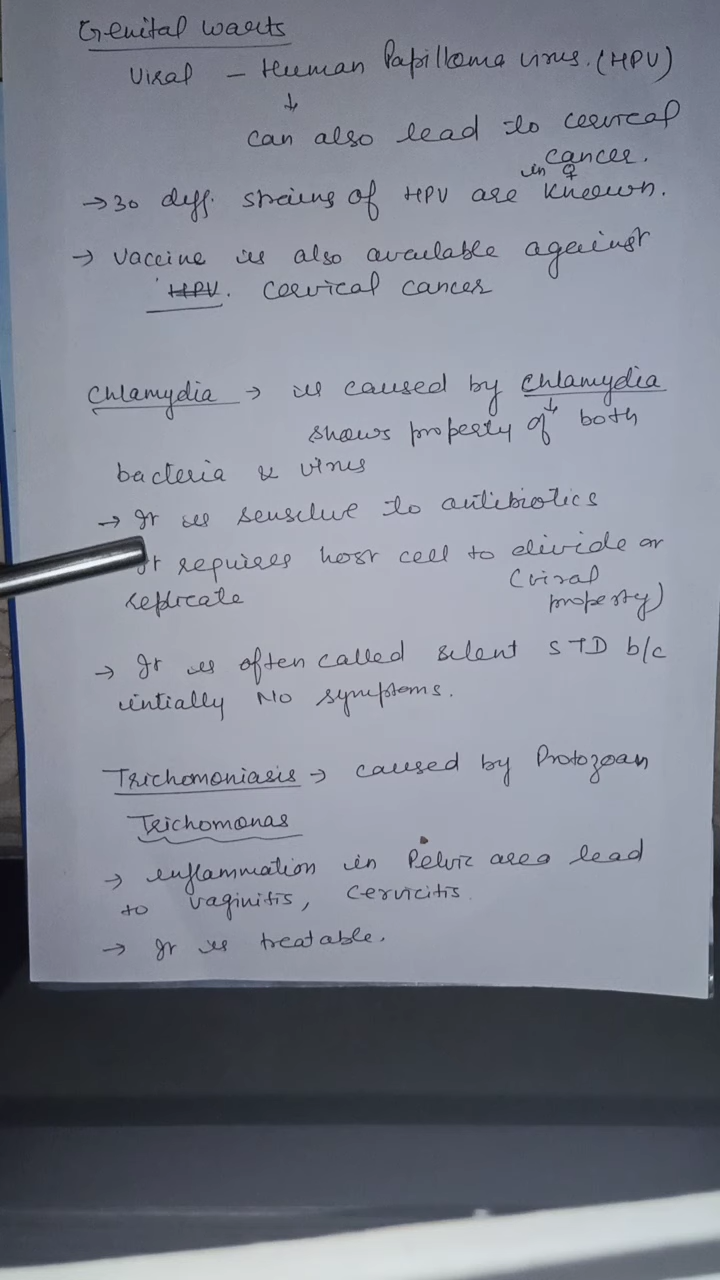 Genital warts
Viral - Human Papilloma virus. (HPV)
↓
can also lead to cervical
cancer.
in ♀
→ 30 diff. strains of HPV are known.
→ Vaccine is also available against
HPV. Cervical cancer
Chlamydia → is caused by Chlamydia
↓
shows property of both
bacteria & virus
→ It is sensitive to antibiotics
It requires host cell to divide or
replicate (viral property)
→ It is often called silent STD b/c
intially No symptoms.
Trichomoniasis → caused by Protozoan
Trichomonas
→ inflammation in Pelvic area lead
to vaginitis, cervicitis.
→ It is treatable.